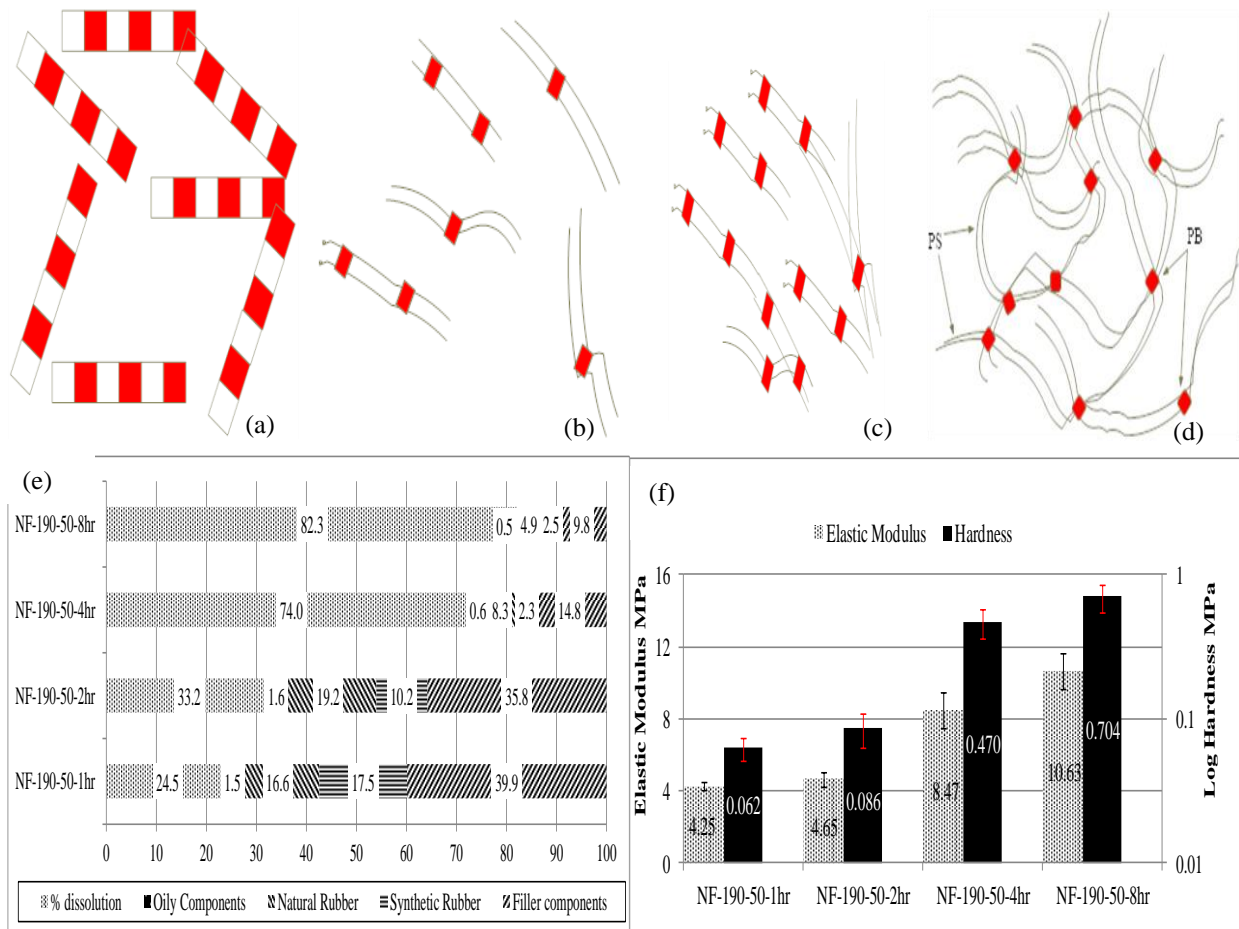 (a)
(b)
(c)
PS
PB
(d)
(e)
NF-190-50-8hr
82.3
0.5
4.9
2.5
9.8
NF-190-50-4hr
74.0
0.6
8.3
2.3
14.8
NF-190-50-2hr
33.2
1.6
19.2
10.2
35.8
NF-190-50-1hr
24.5
1.5
16.6
17.5
39.9
0 10 20 30 40 50 60 70 80 90 100
% dissolution Oily Components Natural Rubber Synthetic Rubber Filler components
(f)
Elastic Modulus Hardness
Elastic Modulus MPa
16
12
8
4
0
4.25
0.062
4.65
0.086
8.47
0.470
10.63
0.704
1
0.1
0.01
Log Hardness MPa
NF-190-50-1hr NF-190-50-2hr NF-190-50-4hr NF-190-50-8hr